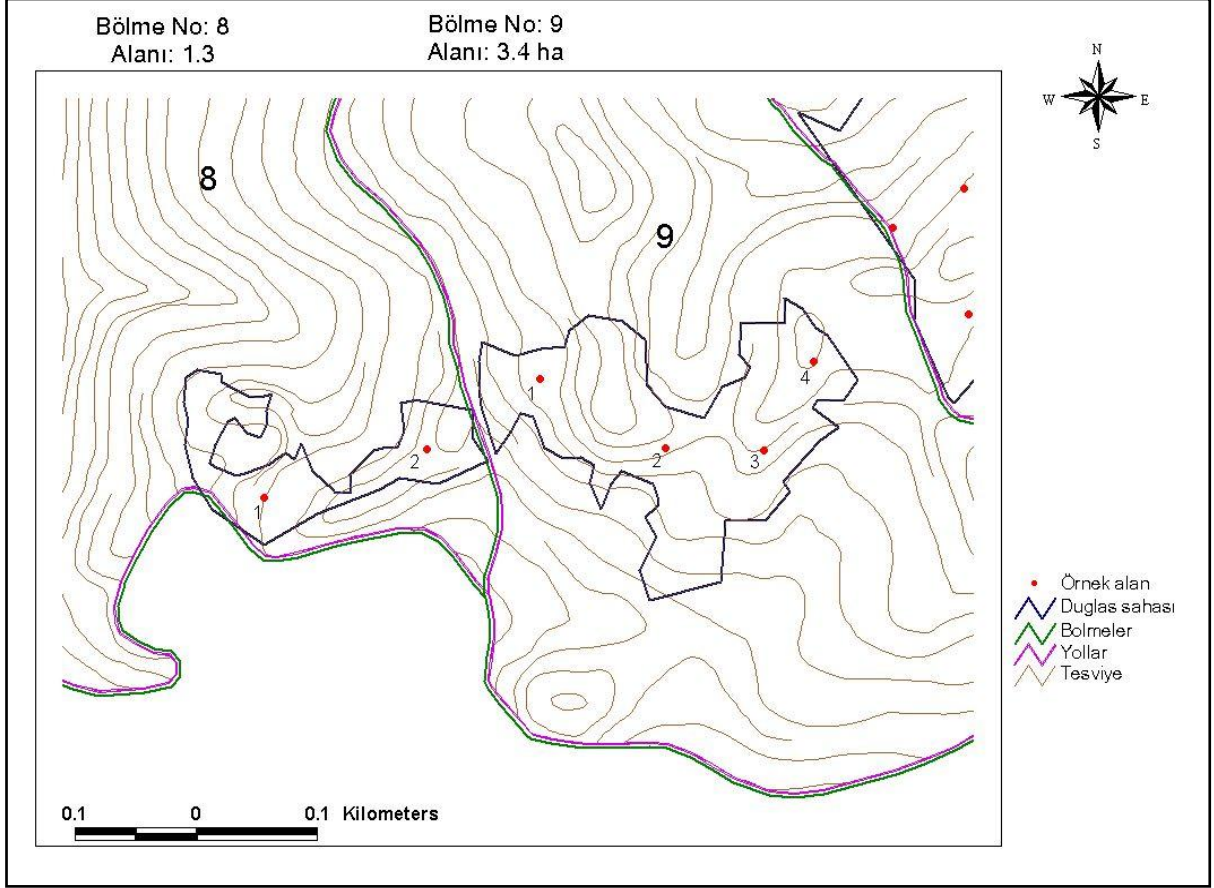 Bölme No: 8
Alanı: 1.3
Bölme No: 9
Alanı: 3.4 ha
N
W
E
S
8
9
1
2
1
2
3
4
Örnek alan
Duglas sahası
Bolmeler
Yollar
Tesviye
0.1 0 0.1 Kilometers